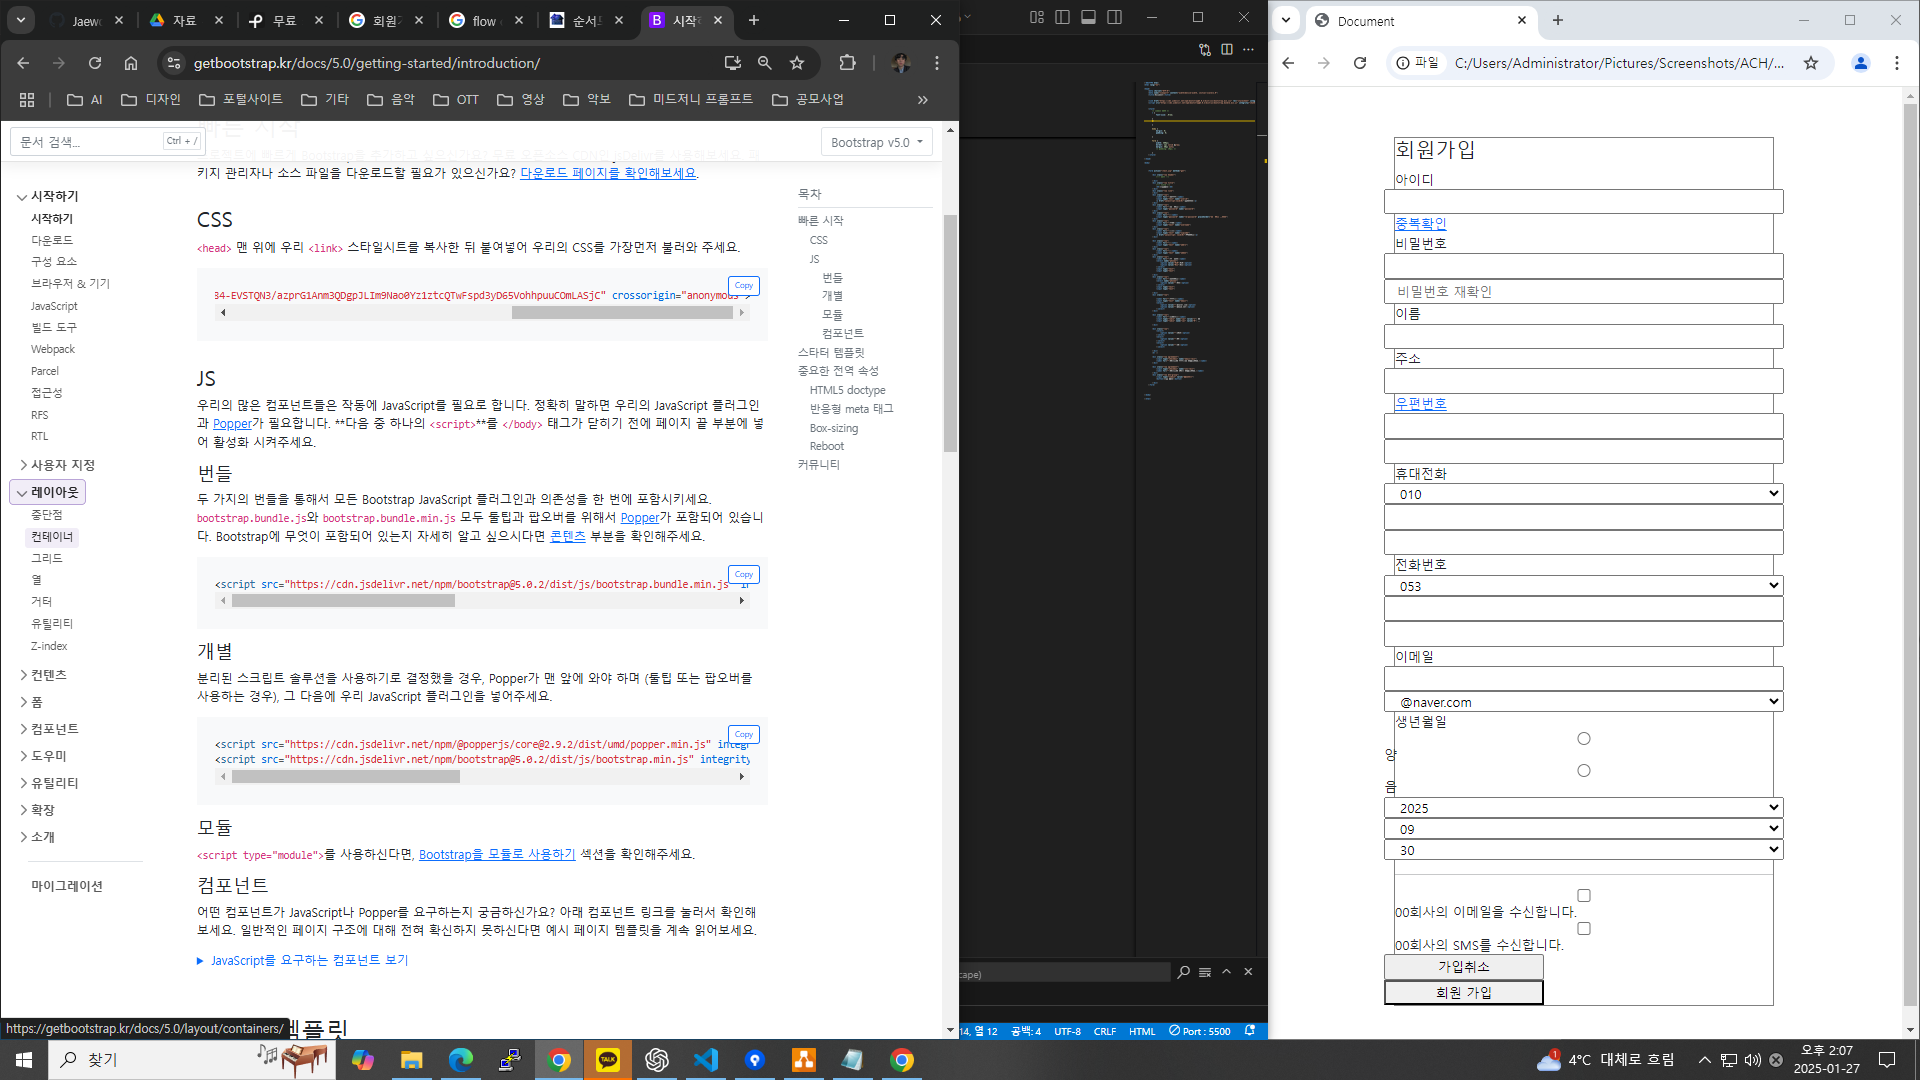 Jaew
자료
무료
회원가
flow
순서도
시작하
getbootstrap.kr/docs/5.0/getting-started/introduction/
AI
디자인
포털사이트
기타
음악
OTT
영상
악보
미드저니 프롬프트
공모사업
문서 검색...
Ctrl + /
Bootstrap v5.0
시작하기
시작하기
다운로드
구성 요소
브라우저 & 기기
JavaScript
빌드 도구
Webpack
Parcel
접근성
RFS
RTL
사용자 지정
레이아웃
중단점
컨테이너
그리드
열
거터
유틸리티
Z-index
컨텐츠
폼
컴포넌트
도우미
유틸리티
확장
소개
마이그레이션
빠른 시작
키지 관리자나 소스 파일을 다운로드할 필요가 있으신가요? 다운로드 페이지를 확인해보세요.
CSS
<head> 맨 위에 우리 <link> 스타일시트를 복사한 뒤 붙여넣어 우리의 CSS를 가장먼저 불러와 주세요.
Copy
384-EVSTQN3/azprG1Anm3QDgpJLIm9Nao0Yz1ztcQTwFspd3yD65VohhpuuCOmLASjC" crossorigin="anonymous">
JS
우리의 많은 컴포넌트들은 작동에 JavaScript를 필요로 합니다. 정확히 말하면 우리의 JavaScript 플러그인
과 Popper가 필요합니다. **다음 중 하나의 <script>**를 </body> 태그가 닫히기 전에 페이지 끝 부분에 넣
어 활성화 시켜주세요.
번들
두 가지의 번들을 통해서 모든 Bootstrap JavaScript 플러그인과 의존성을 한 번에 포함시키세요.
bootstrap.bundle.js와 bootstrap.bundle.min.js 모두 툴팁과 팝오버를 위해서 Popper가 포함되어 있습니
다. Bootstrap에 무엇이 포함되어 있는지 자세히 알고 싶으시다면 콘텐츠 부분을 확인해주세요.
Copy
<script src="https://cdn.jsdelivr.net/npm/bootstrap@5.0.2/dist/js/bootstrap.bundle.min.js"
개별
분리된 스크립트 솔루션을 사용하기로 결정했을 경우, Popper가 맨 앞에 와야 하며 (툴팁 또는 팝오버를
사용하는 경우), 그 다음에 우리 JavaScript 플러그인을 넣어주세요.
Copy
<script src="https://cdn.jsdelivr.net/npm/@popperjs/core@2.9.2/dist/umd/popper.min.js" integr
<script src="https://cdn.jsdelivr.net/npm/bootstrap@5.0.2/dist/js/bootstrap.min.js" integrity
모듈
<script type="module">를 사용하신다면, Bootstrap을 모듈로 사용하기 섹션을 확인해주세요.
컴포넌트
어떤 컴포넌트가 JavaScript나 Popper를 요구하는지 궁금하신가요? 아래 컴포넌트 링크를 눌러서 확인해
보세요. 일반적인 페이지 구조에 대해 전혀 확신하지 못하신다면 예시 페이지 템플릿을 계속 읽어보세요.
JavaScript를 요구하는 컴포넌트 보기
템플릿
https://getbootstrap.kr/docs/5.0/layout/containers/
목차
빠른 시작
CSS
JS
번들
개별
모듈
컴포넌트
스타터 템플릿
중요한 전역 속성
HTML5 doctype
반응형 meta 태그
Box-sizing
Reboot
커뮤니티
cape)
14, 열 12
공백: 4
UTF-8
CRLF
HTML
Port : 5500
Document
파일
C:/Users/Administrator/Pictures/Screenshots/ACH/...
회원가입
아이디
중복확인
비밀번호
비밀번호 재확인
이름
주소
우편번호
휴대전화
010
전화번호
053
이메일
@naver.com
생년월일
양
음
2025
09
30
00회사의 이메일을 수신합니다.
00회사의 SMS를 수신합니다.
가입취소
회원 가입
찾기
TALK
1
4°C 대체로 흐림
오후 2:07
2025-01-27